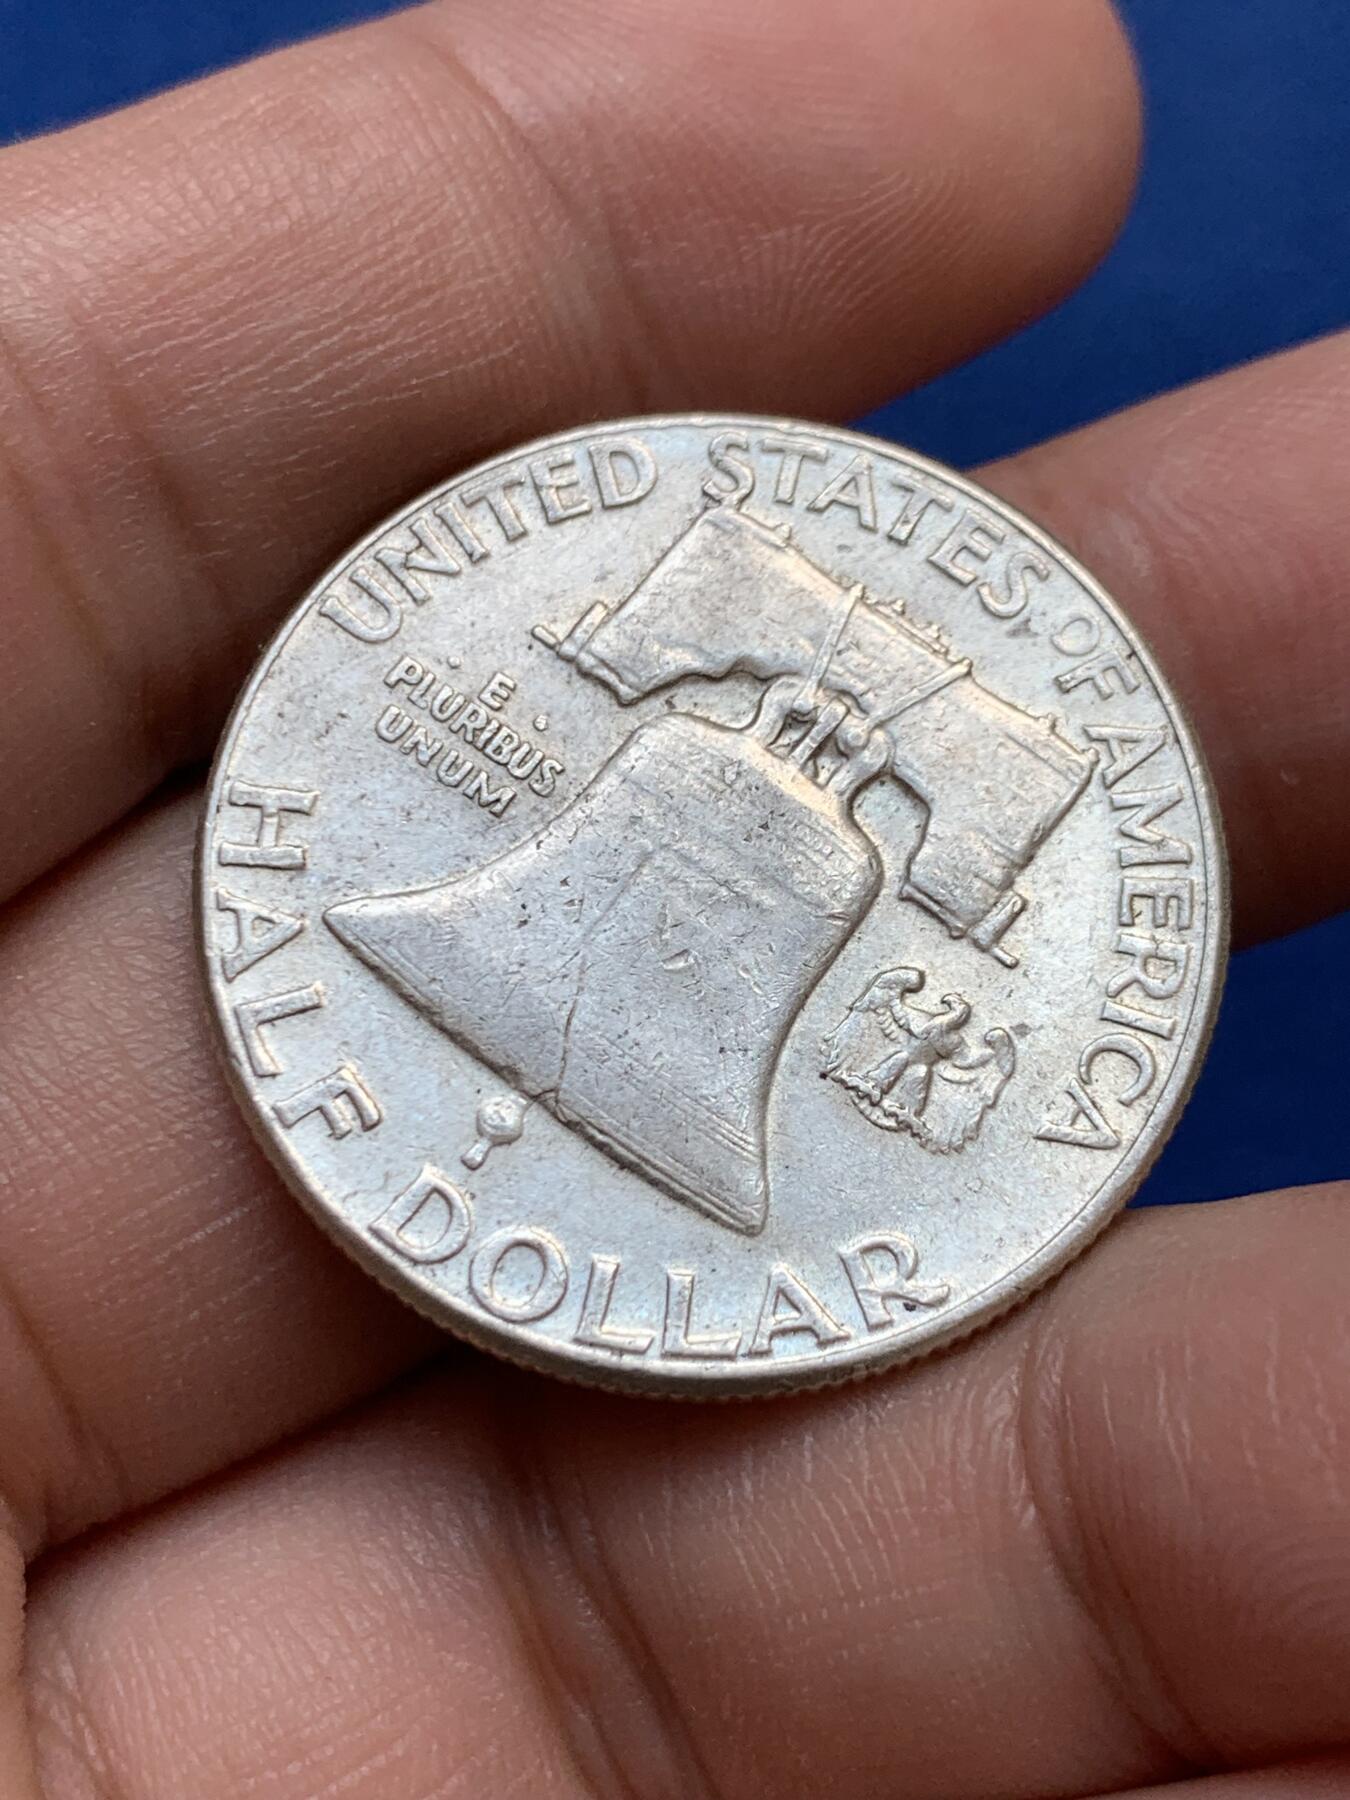 UNITED STATES OF AMERICA
E
PLURIBUS
UNUM
HALF DOLLAR